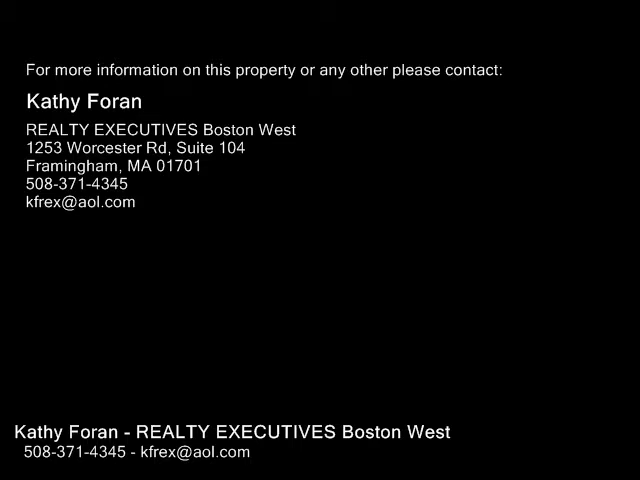 For more information on this property or any other please contact:
Kathy Foran
REALTY EXECUTIVES Boston West
1253 Worcester Rd, Suite 104
Framingham, MA 01701
508-371-4345
kfrex@aol.com
Kathy Foran - REALTY EXECUTIVES Boston West
508-371-4345 - kfrex@aol.com